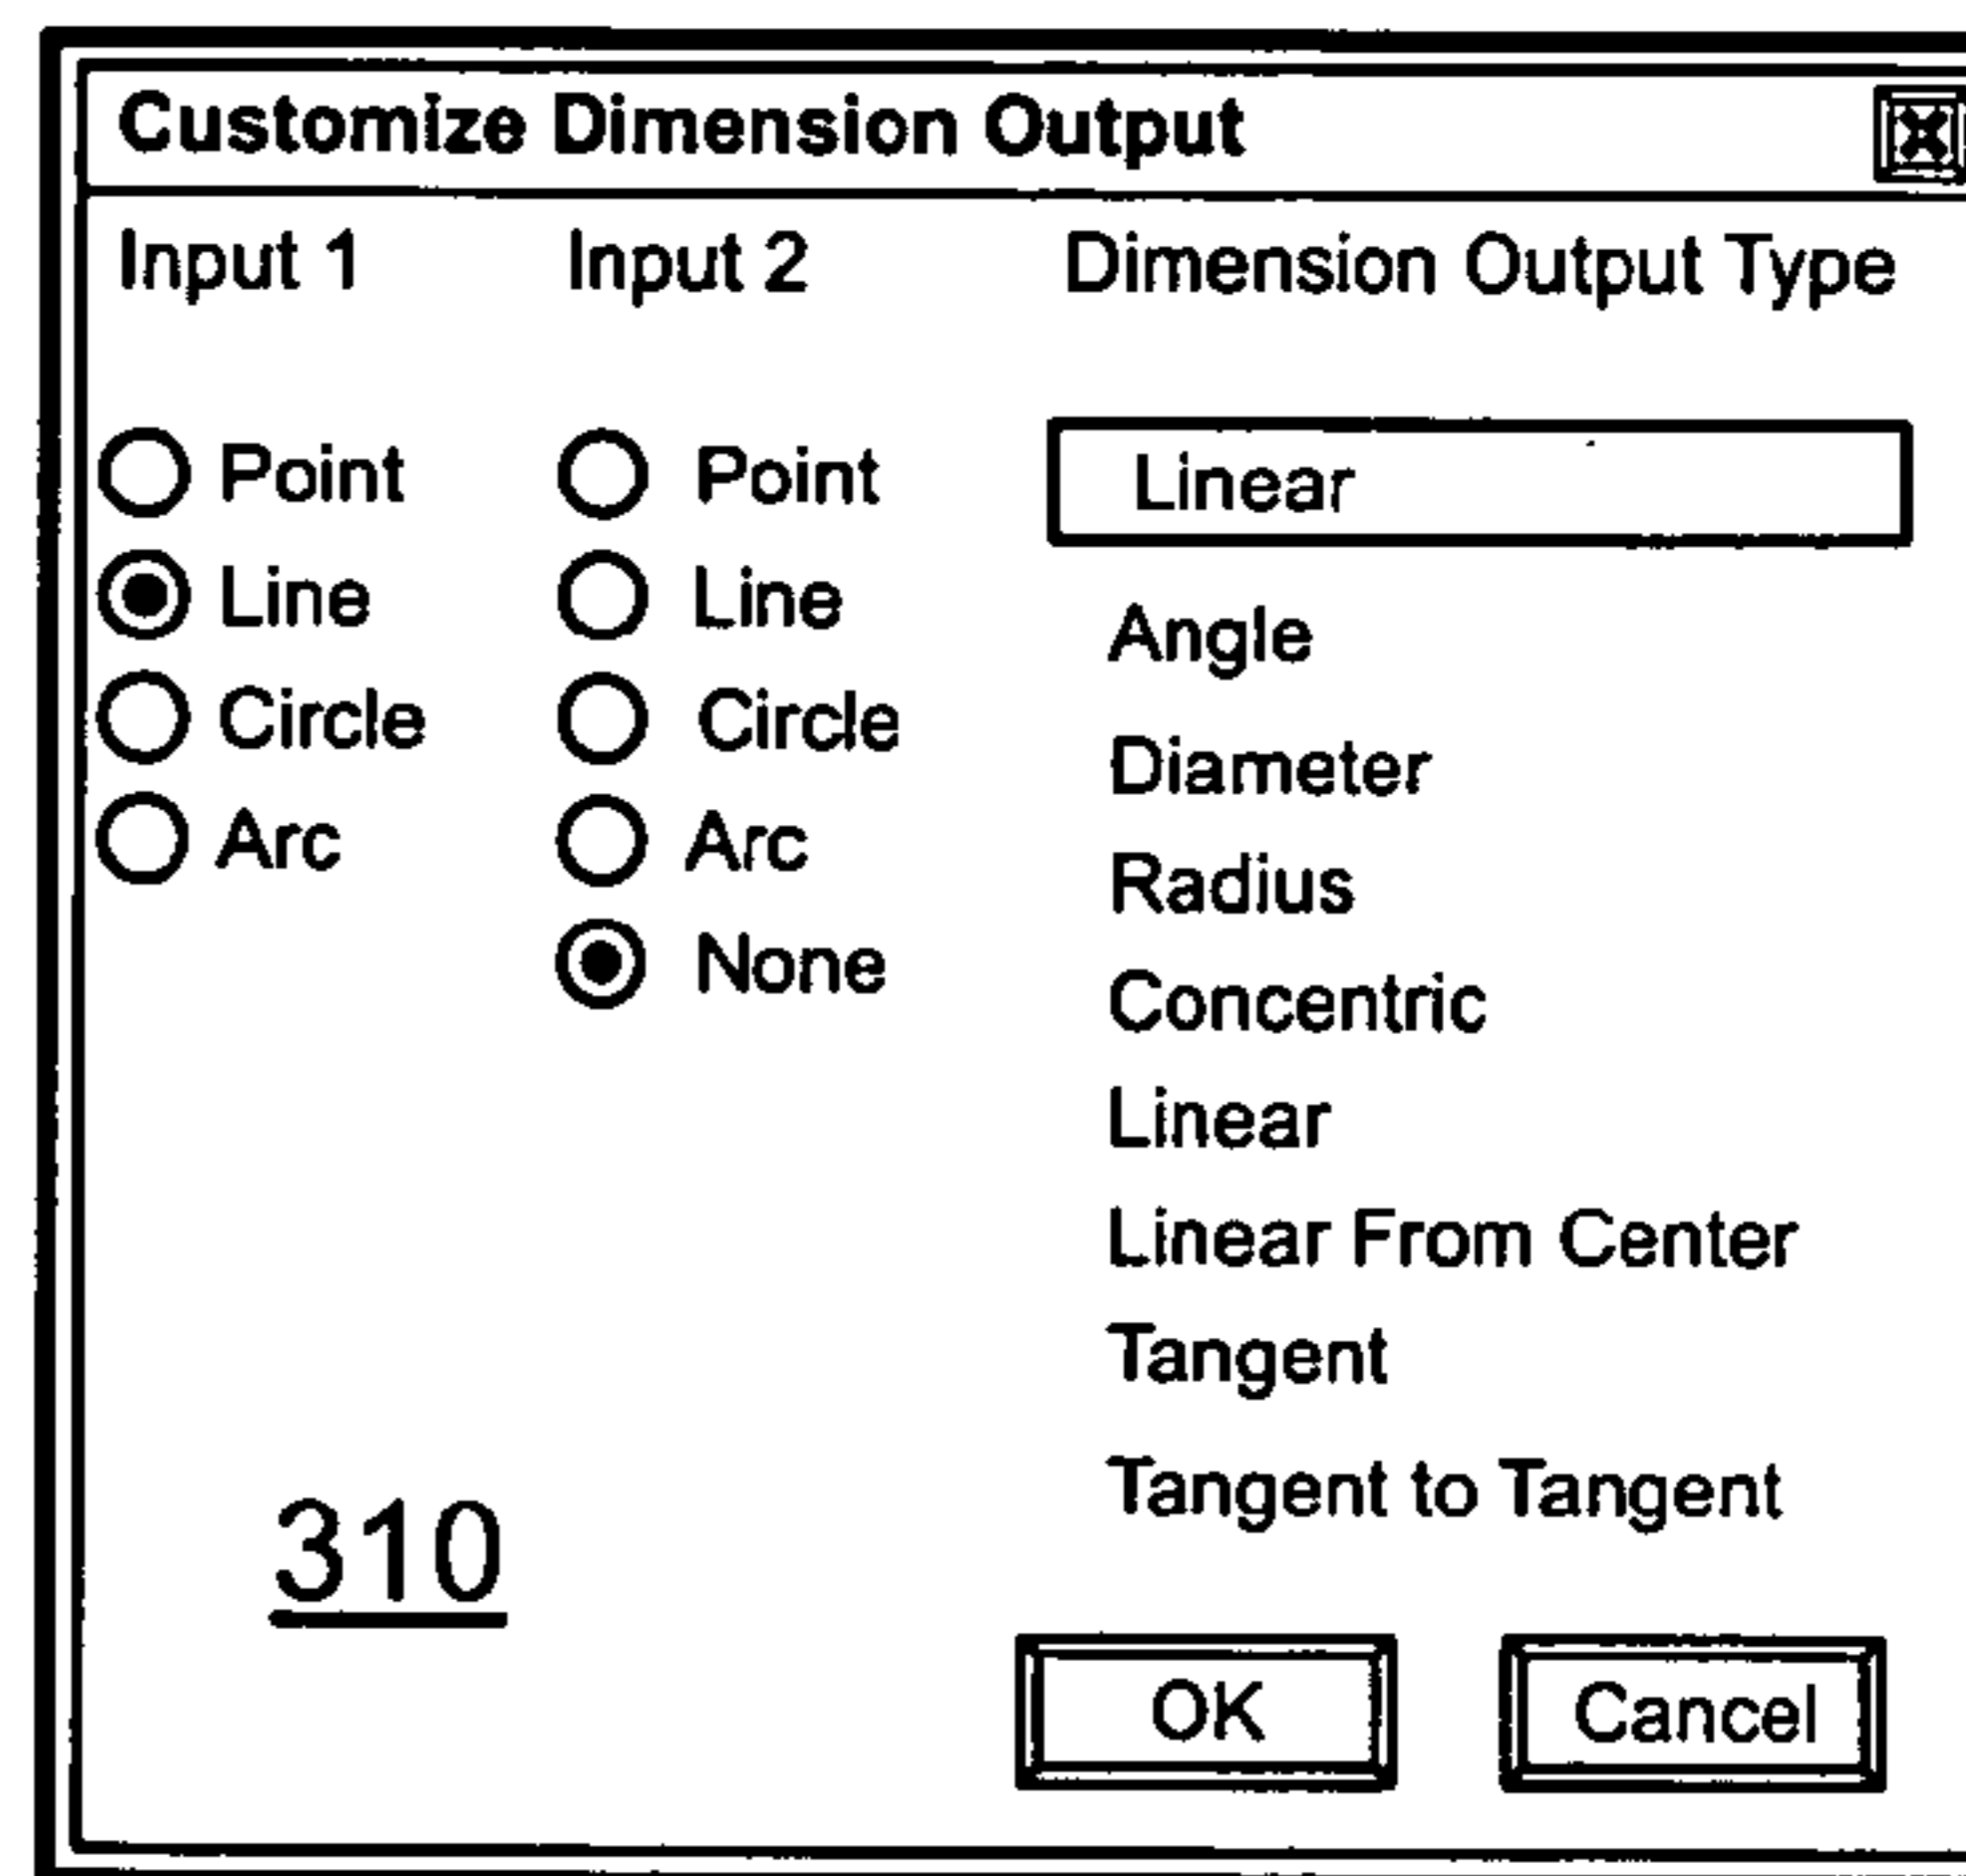 Customize Dimension Output
Input 1 Input 2 Dimension Output Type
Point Point Linear
Line Line Angle
Circle Circle Diameter
Arc Arc Radius
None Concentric
Linear
Linear From Center
Tangent
Tangent to Tangent
310
OK Cancel